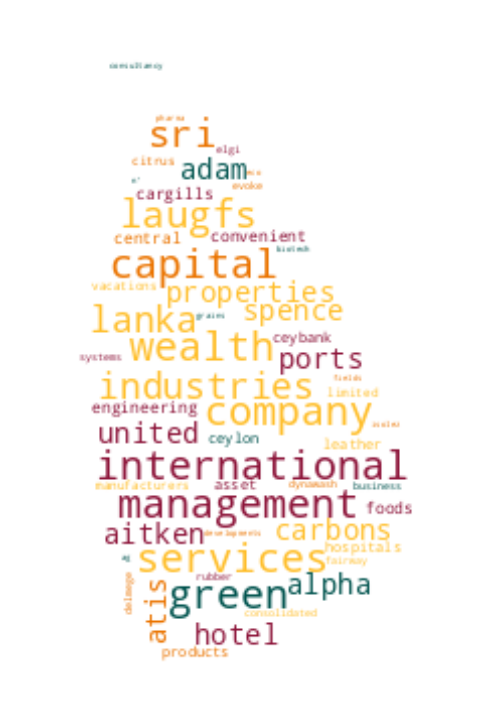 consultancy
pharma
sri
elgi
citrus
adam
evoke
cargills
laugfs
central convenient
biotech
capital
vacations properties
spence
lanka grains
wealth ceybank
systems ports
fields
industries limited
engineering company
united ceylon
leather
international
manufacturers asset dynawash business
management foods
aitken developments carbons
hospitals
services fairway
rubber
delmege green alpha
atis consolidated
hotel
products